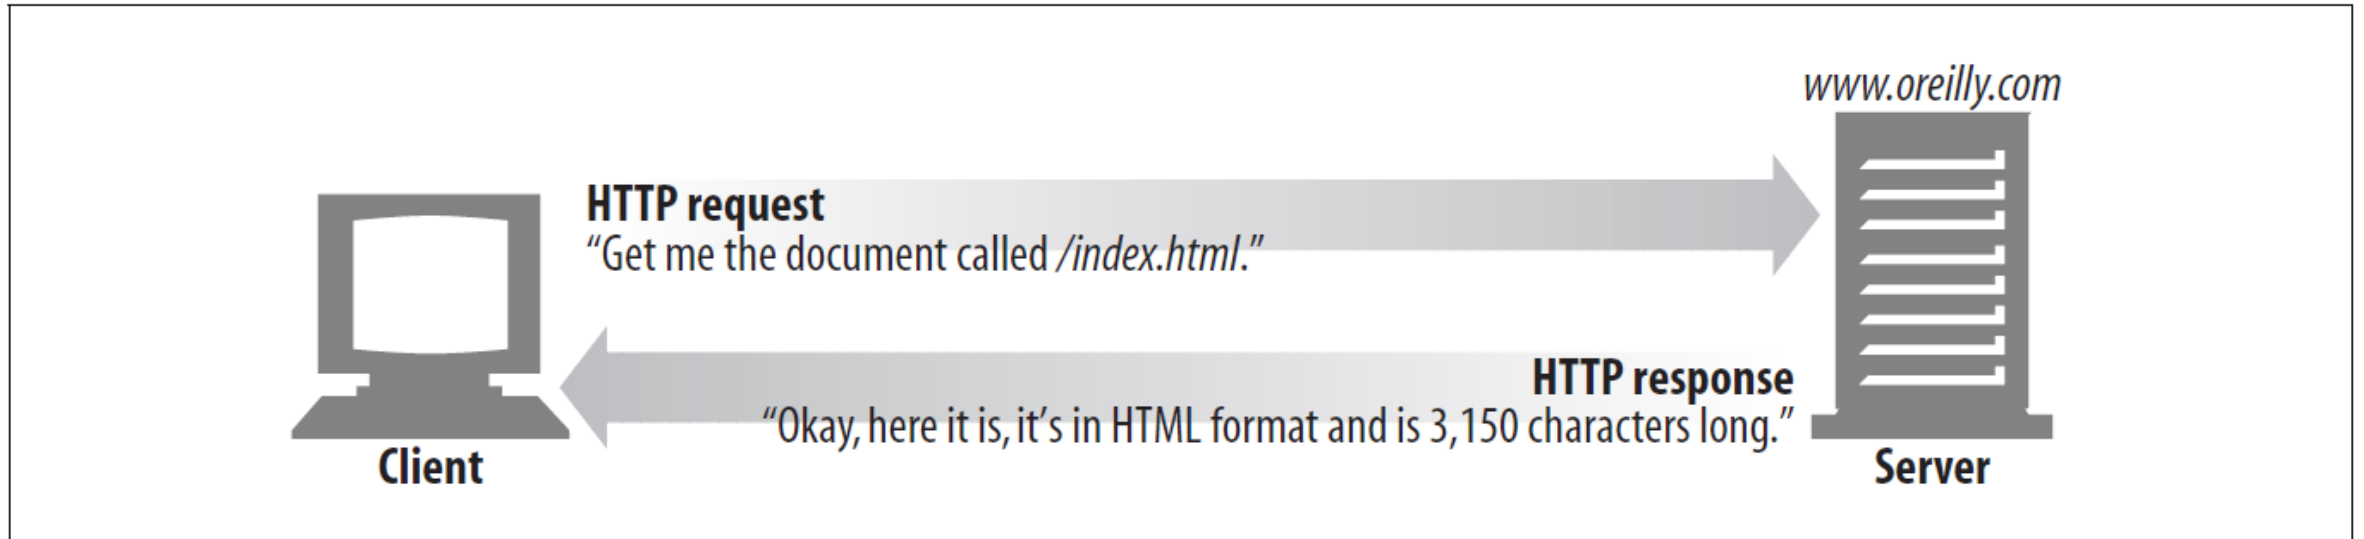 www.oreilly.com
HTTP request
“Get me the document called /index.html.”
HTTP response
“Okay, here it is, it’s in HTML format and is 3,150 characters long.”
Client
Server